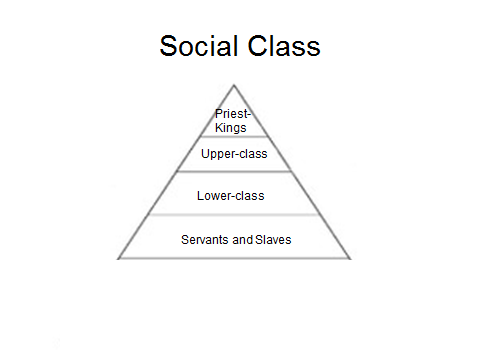 Social Class
Priest-
Kings
Upper-class
Lower-class
Servants and Slaves